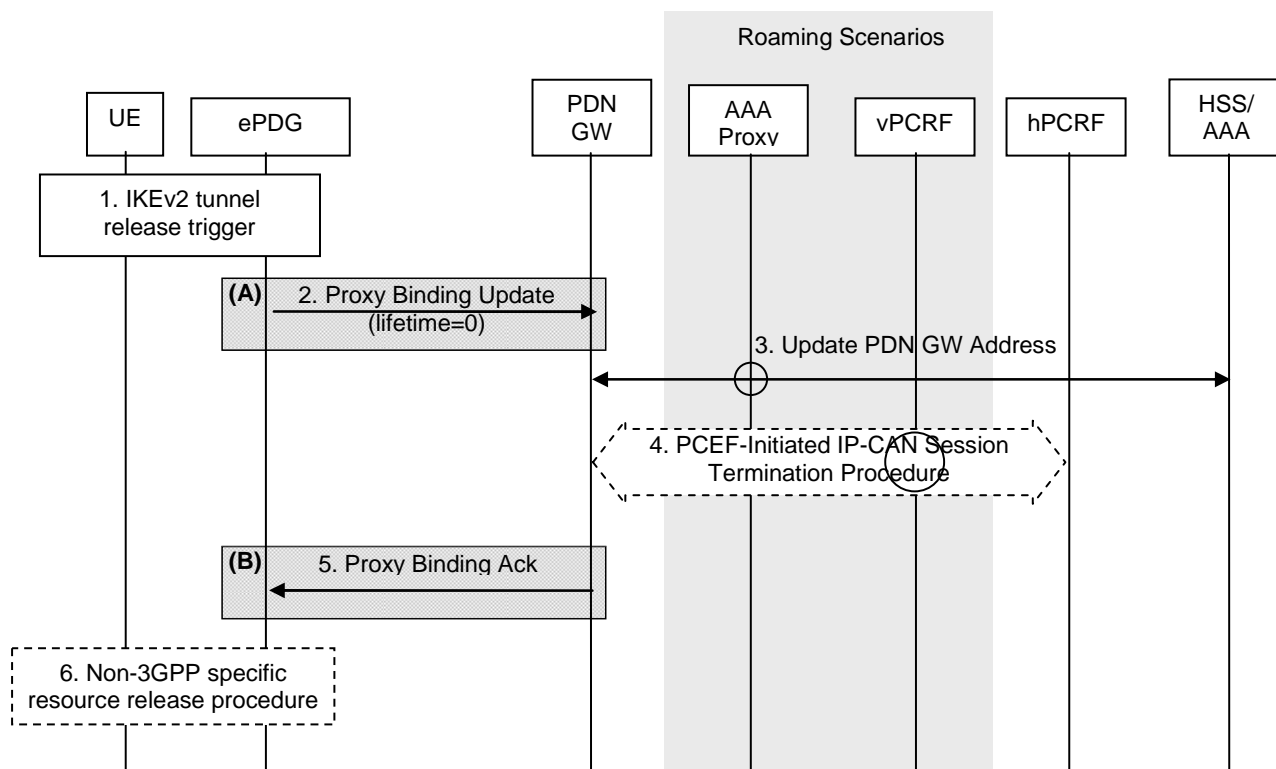 Roaming Scenarios
UE
ePDG
PDN
GW
AAA
Proxy
vPCRF
hPCRF
HSS/
AAA
1. IKEv2 tunnel
release trigger
(A)
2. Proxy Binding Update
(lifetime=0)
3. Update PDN GW Address
4. PCEF-Initiated IP-CAN Session
Termination Procedure
(B)
5. Proxy Binding Ack
6. Non-3GPP specific
resource release procedure